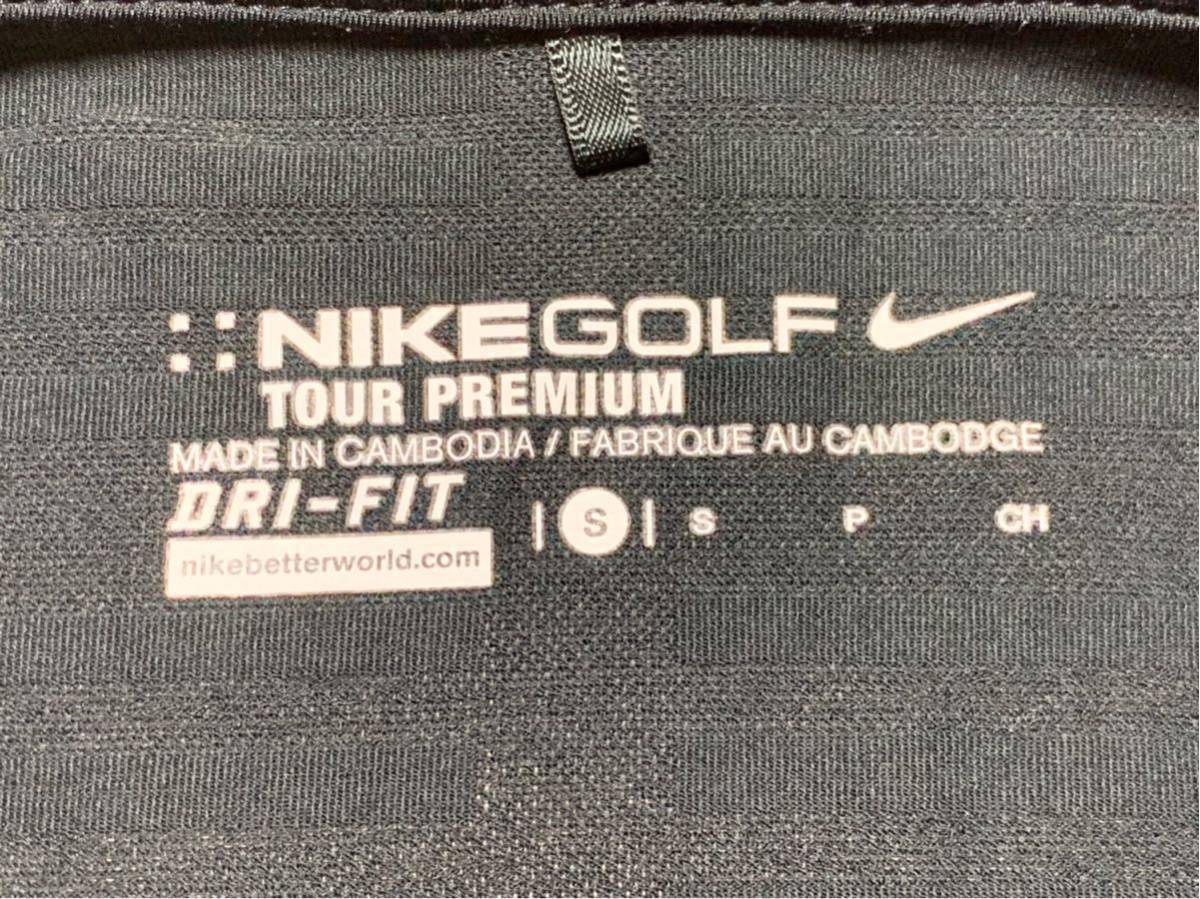 NIKEGOLF
TOUR PREMIUM
MADE IN CAMBODIA / FABRIQUE AU CAMBODGE
DRI-FIT
nikebetterworld.com
| S | S P CH